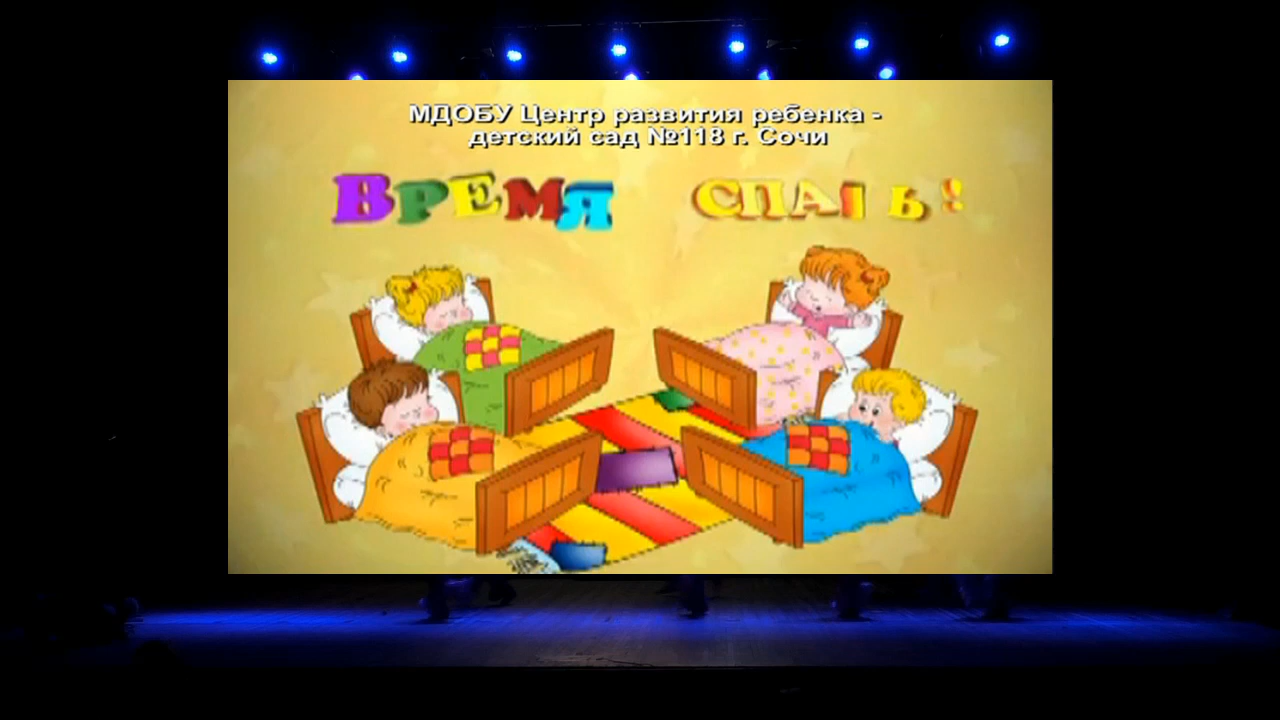 МДОБУ Центр развития ребенка -
детский сад №118 г. Сочи
ВРЕМЯ СПАТЬ!